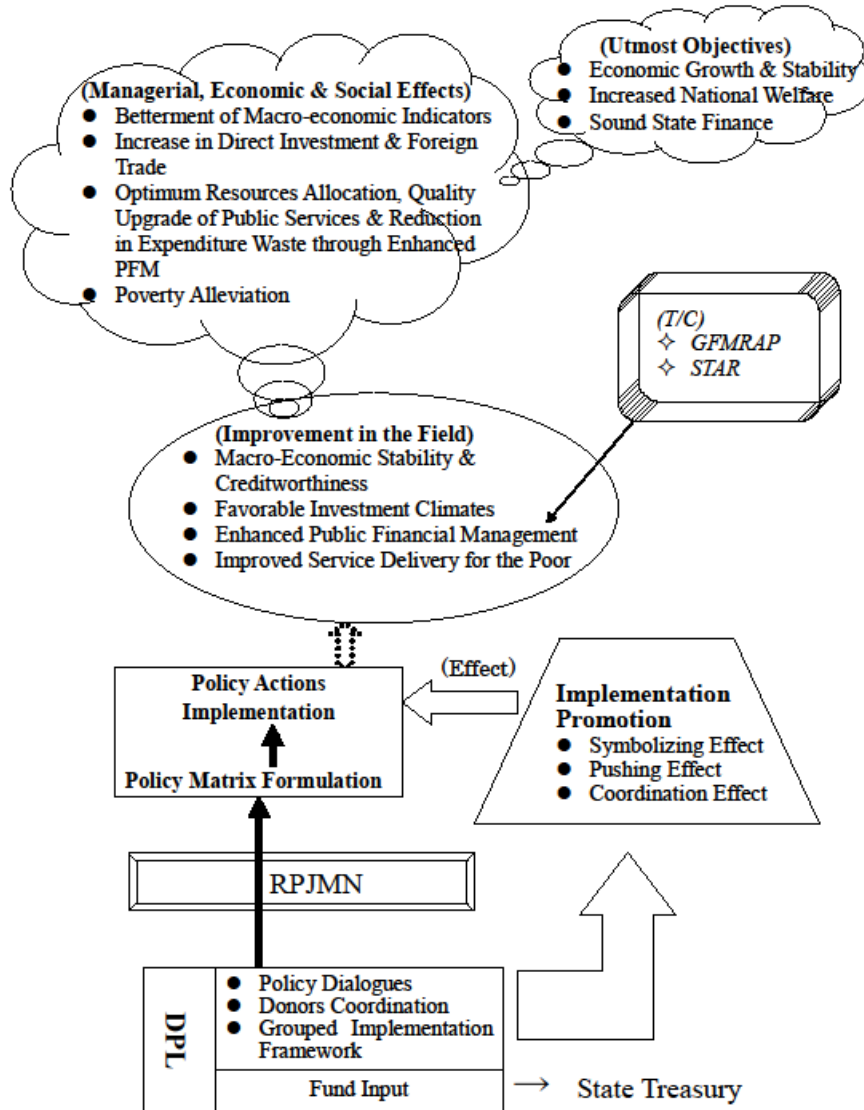 (Utmost Objectives)
● Economic Growth & Stability
● Increased National Welfare
● Sound State Finance
(Managerial, Economic & Social Effects)
● Betterment of Macro-economic Indicators
● Increase in Direct Investment & Foreign
Trade
● Optimum Resources Allocation, Quality
Upgrade of Public Services & Reduction
in Expenditure Waste through Enhanced
PFM
● Poverty Alleviation
(T/C)
✧ GFMRAP
✧ STAR
(Improvement in the Field)
● Macro-Economic Stability &
Creditworthiness
● Favorable Investment Climates
● Enhanced Public Financial Management
● Improved Service Delivery for the Poor
Policy Actions
Implementation
Policy Matrix Formulation
(Effect)
Implementation
Promotion
● Symbolizing Effect
● Pushing Effect
● Coordination Effect
RPJMN
DPL
● Policy Dialogues
● Donors Coordination
● Grouped Implementation
Framework
Fund Input
→ State Treasury